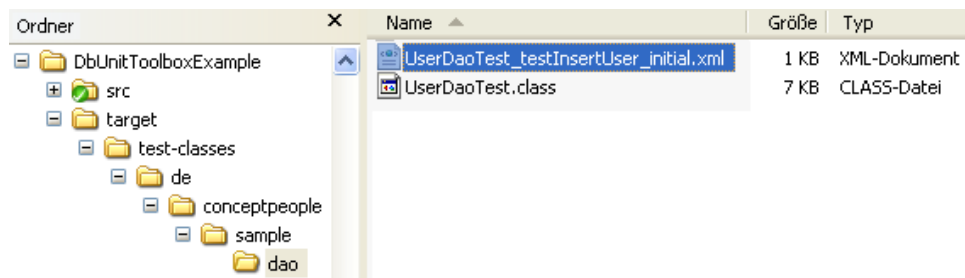 Ordner x
DbUnitToolboxExample
src
target
test-classes
de
conceptpeople
sample
dao
Name Größe Typ
UserDaoTest_testInsertUser_initial.xml 1 KB XML-Dokument
UserDaoTest.class 7 KB CLASS-Datei